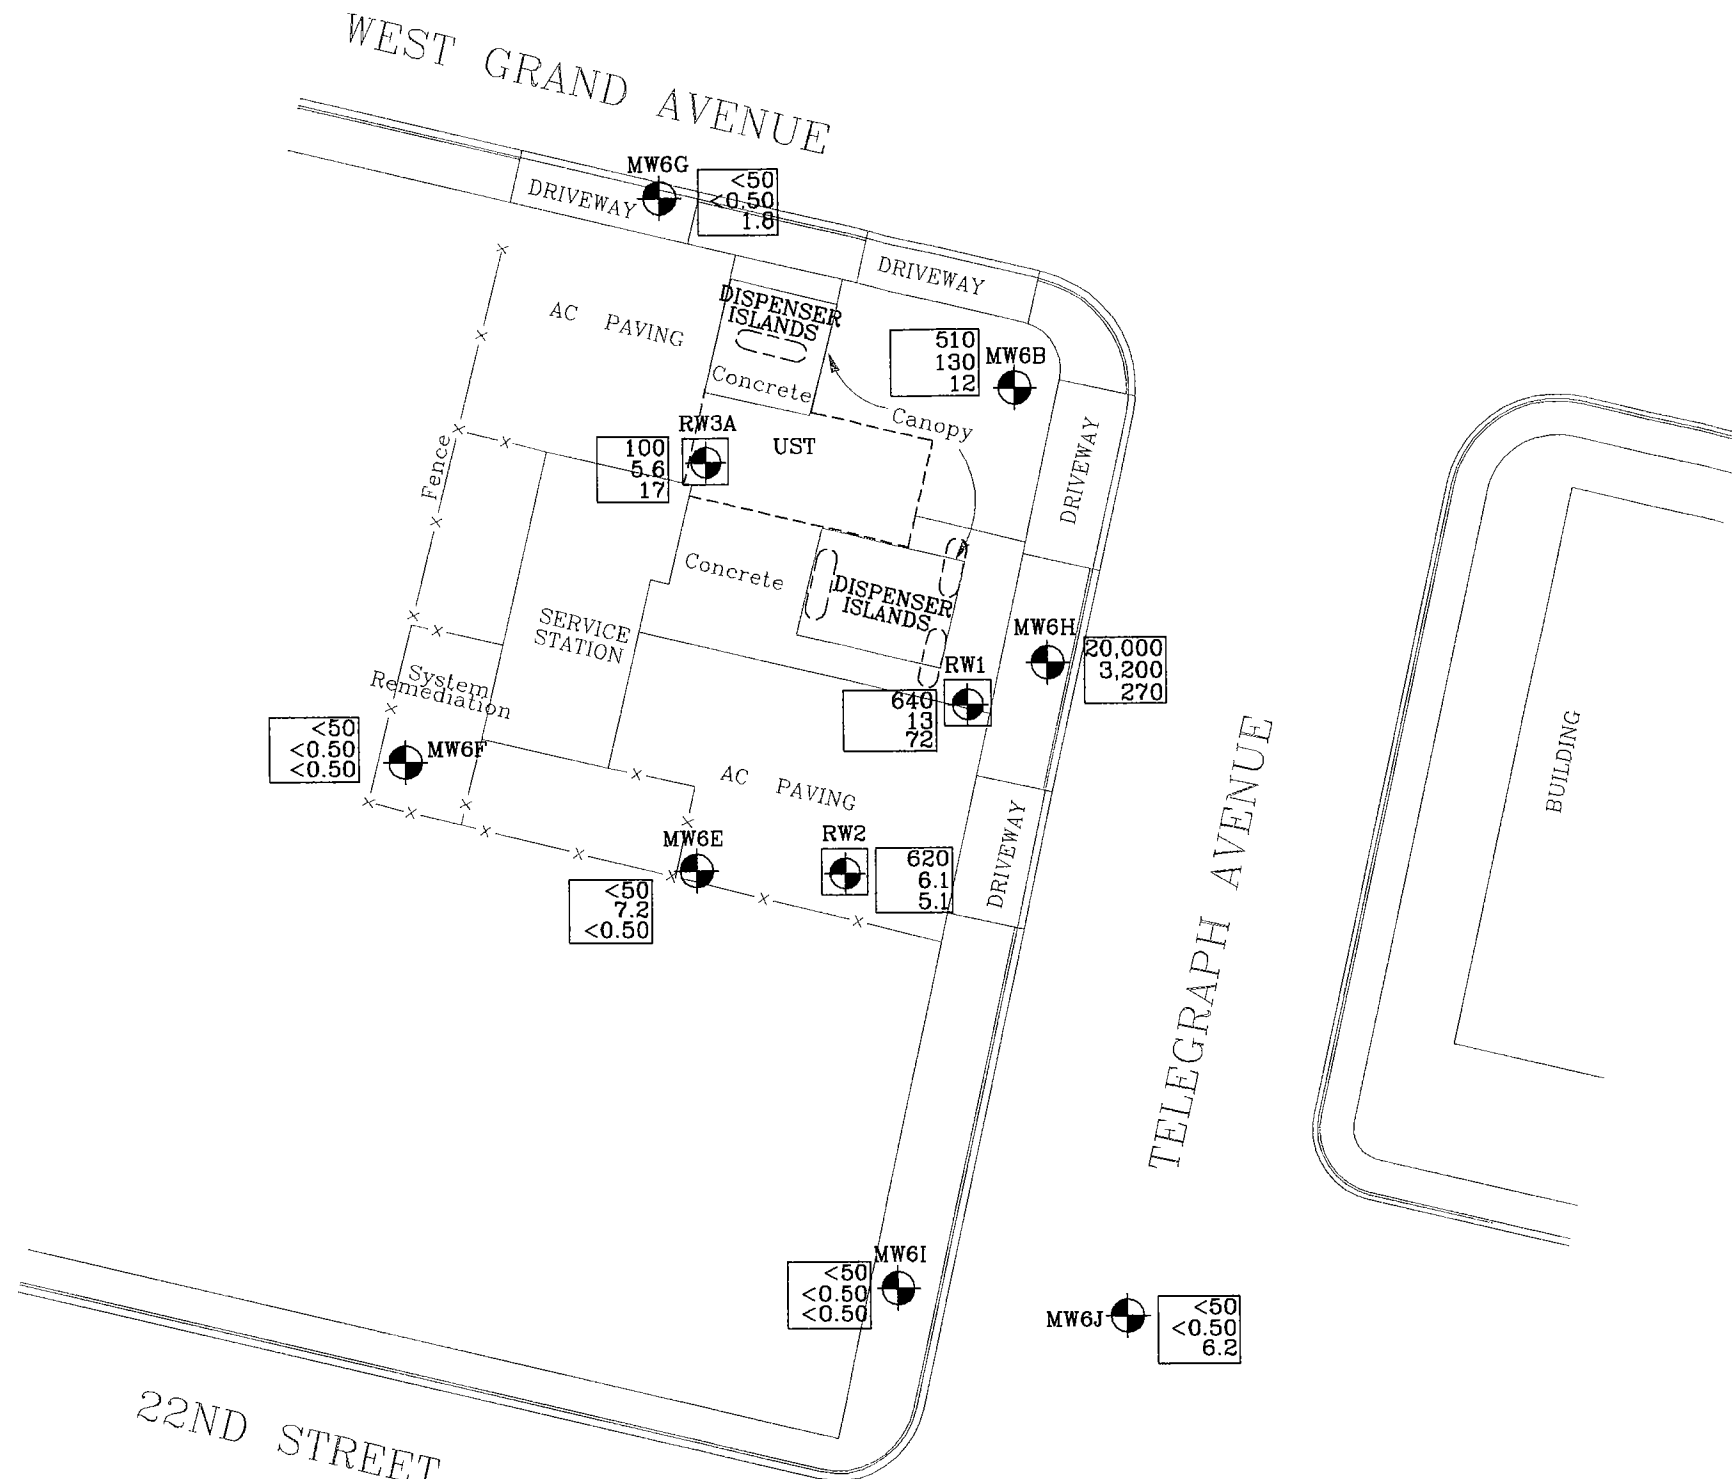 WEST GRAND AVENUE
MW6G
<50
<0.50
1.8
DRIVEWAY
DRIVEWAY
DISPENSER
ISLANDS
AC PAVING
510
130
12
MW6B
Concrete
Canopy
RW3A
100
5.6
17
UST
DRIVEWAY
Fence
Concrete
DISPENSER
ISLANDS
SERVICE
STATION
MW6H
20,000
3,200
270
RW1
640
13
72
System
Remediation
<50
<0.50
<0.50
MW6F
AC PAVING
BUILDING
MW6E
<50
7.2
<0.50
RW2
620
6.1
5.1
DRIVEWAY
TELEGRAPH AVENUE
MW6I
<50
<0.50
<0.50
MW6J
<50
<0.50
6.2
22ND STREET